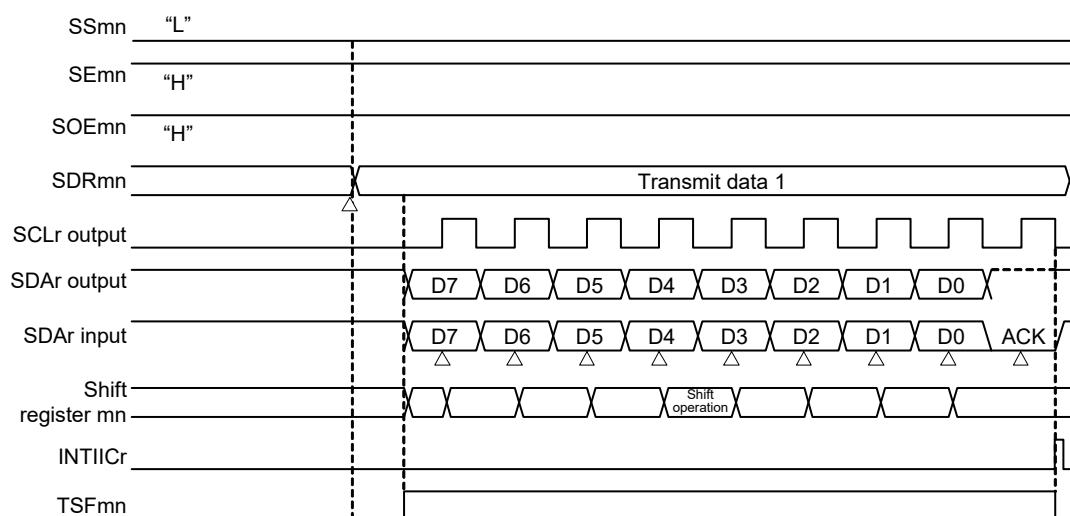 SSmn “L”
SEmn “H”
SOEmn “H”
SDRmn Transmit data 1
SCLr output
SDAr output D7 D6 D5 D4 D3 D2 D1 D0
SDAr input D7 D6 D5 D4 D3 D2 D1 D0 ACK
Shift
register mn
Shift
operation
INTIICr
TSFmn